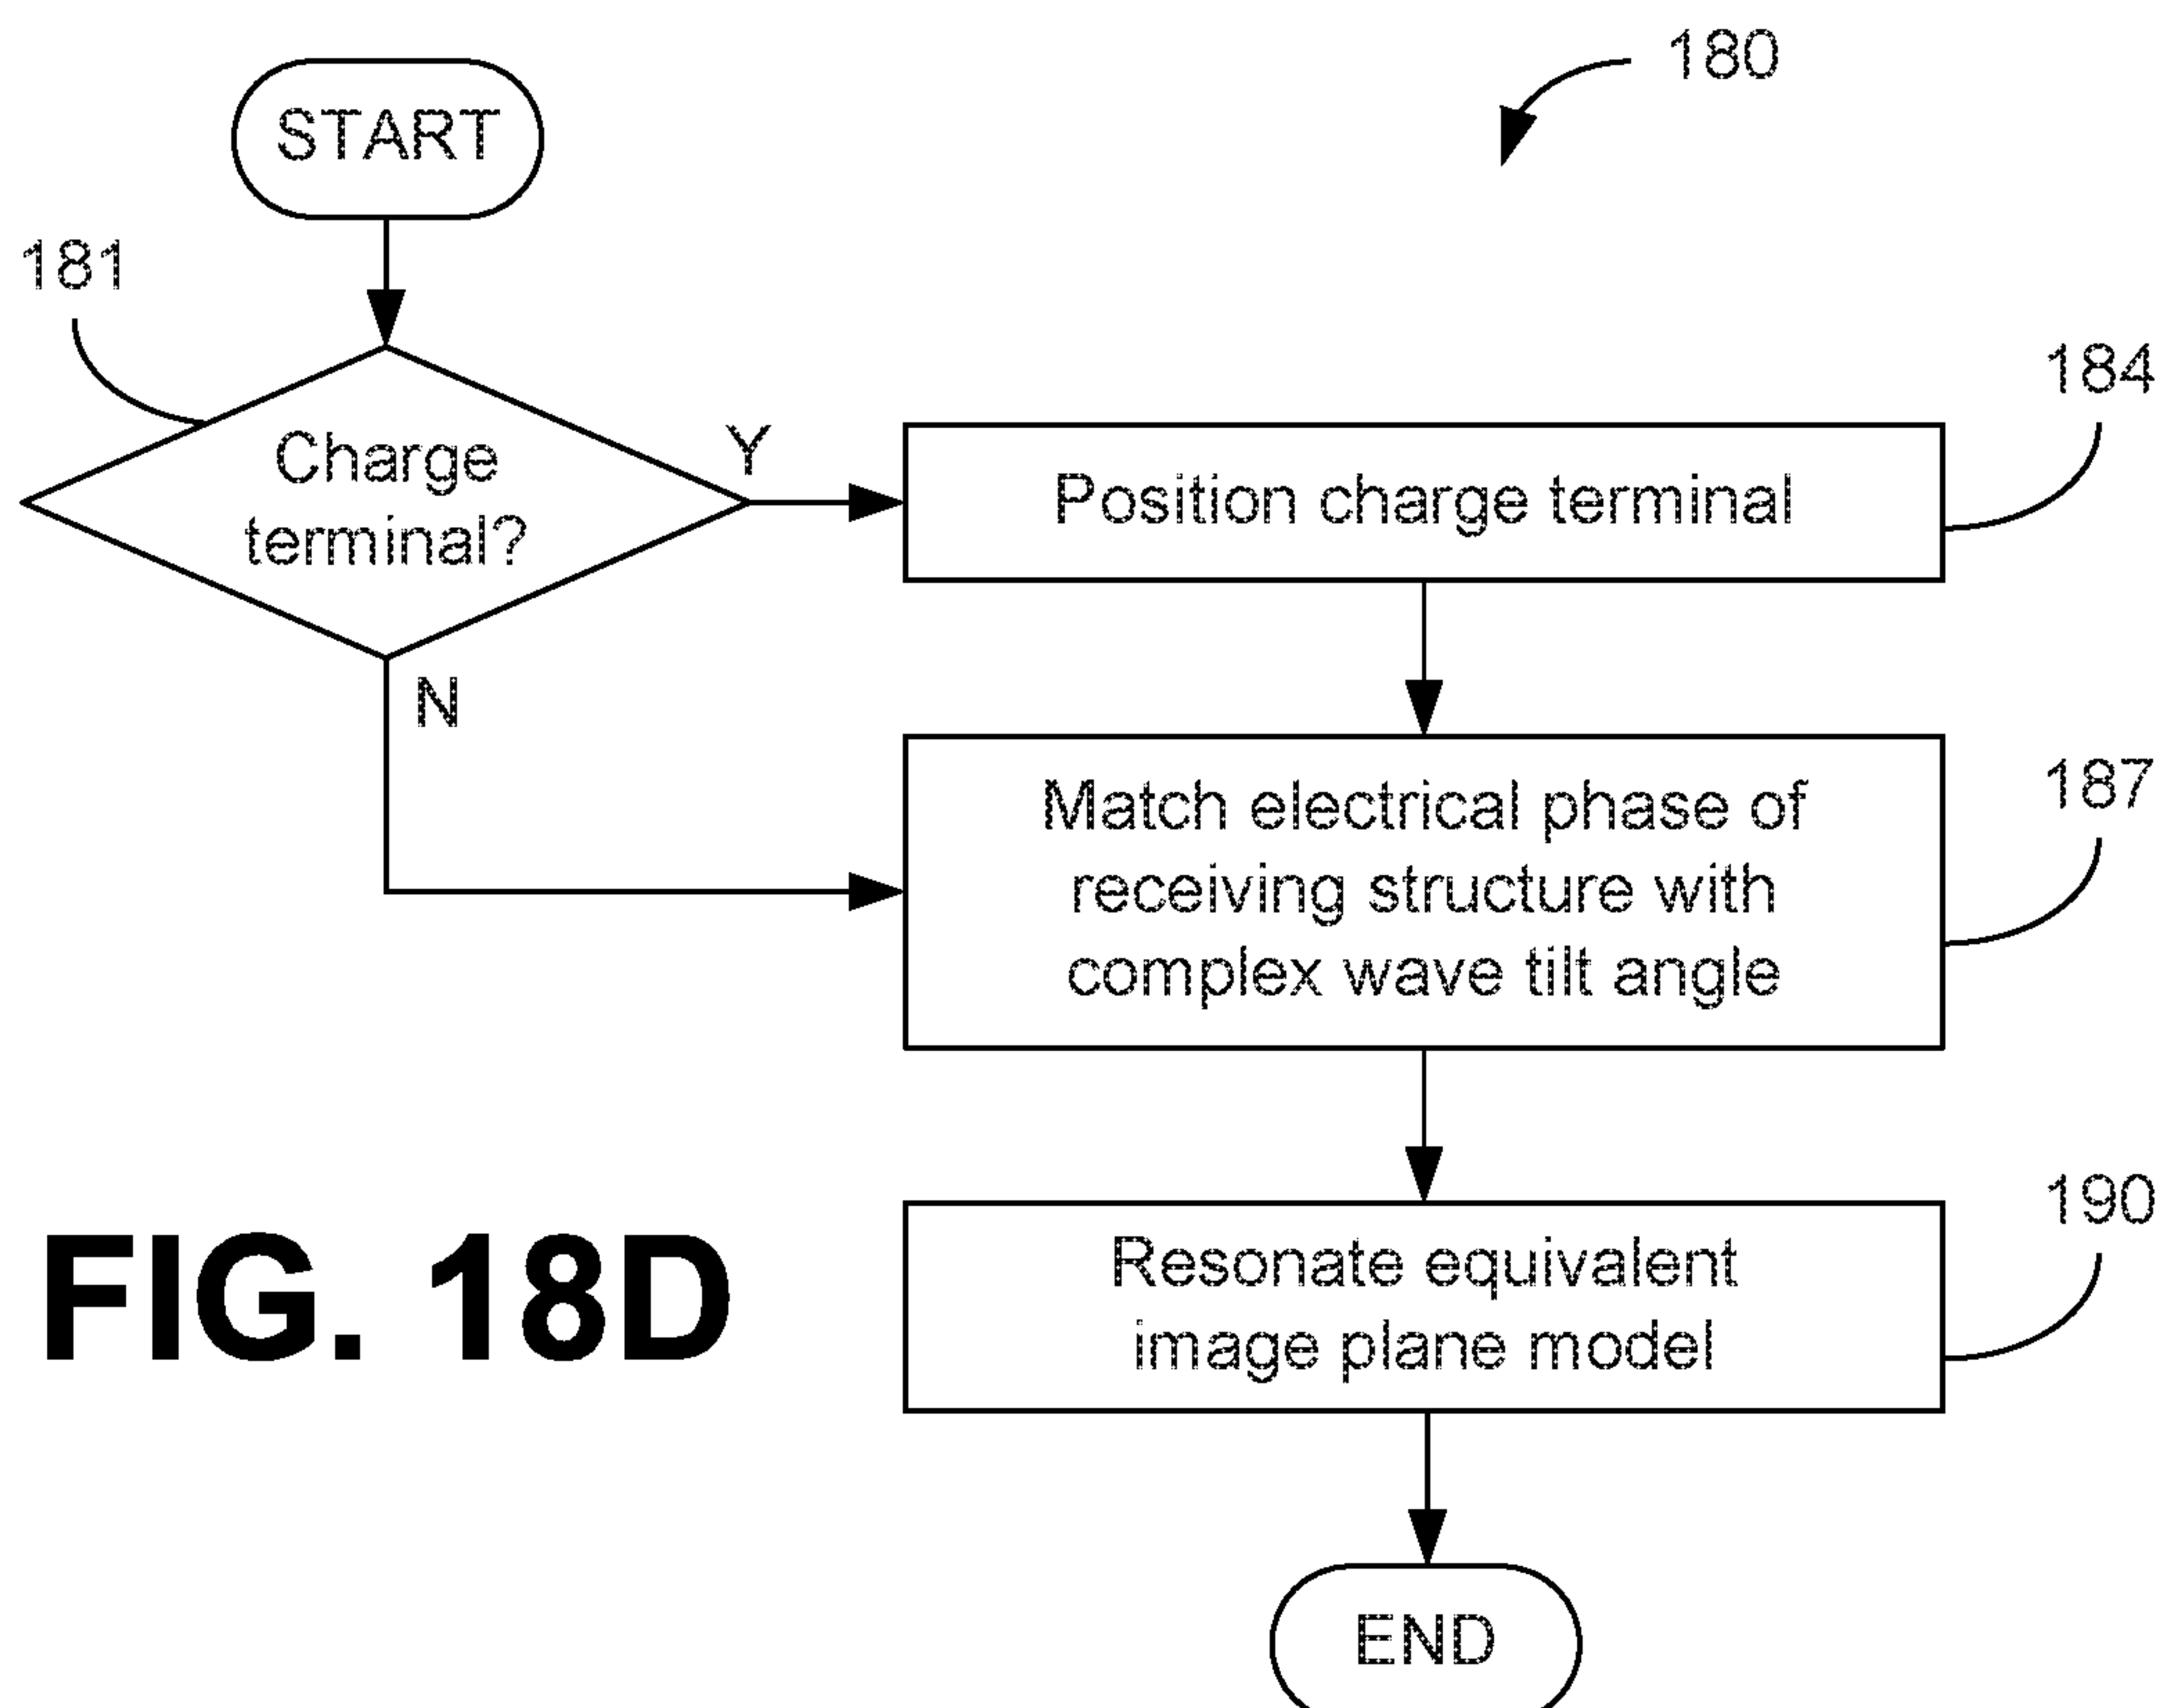 180
START
181
184
Charge
terminal?
Y
Position charge terminal
N
187
Match electrical phase of
receiving structure with
complex wave tilt angle
190
Resonate equivalent
image plane model
FIG. 18D
END